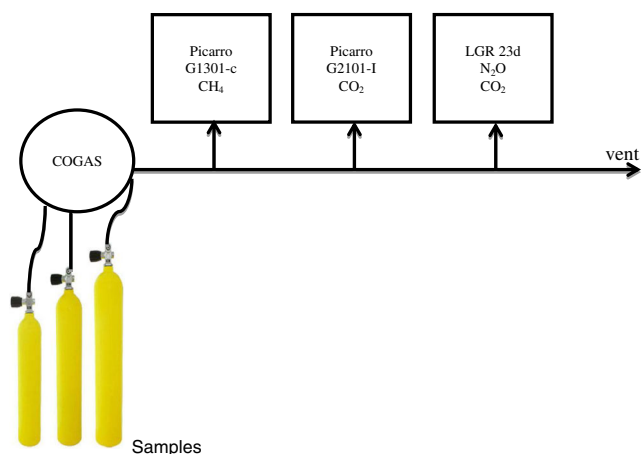 Picarro
G1301-c
CH₄
Picarro
G2101-I
CO₂
LGR 23d
N₂O
CO₂
COGAS
vent
Samples